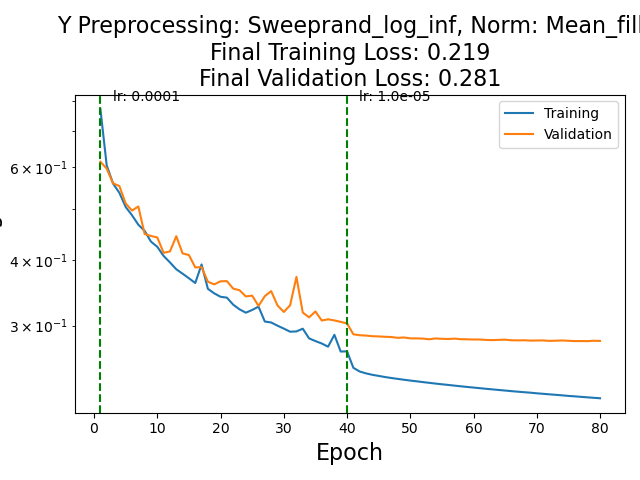 Y Preprocessing: Sweeprand_log_inf, Norm: Mean_fill
Final Training Loss: 0.219
Final Validation Loss: 0.281
lr: 0.0001
lr: 1.0e-05
Training
Validation
6 × 10⁻¹
4 × 10⁻¹
3 × 10⁻¹
0 10 20 30 40 50 60 70 80
Epoch